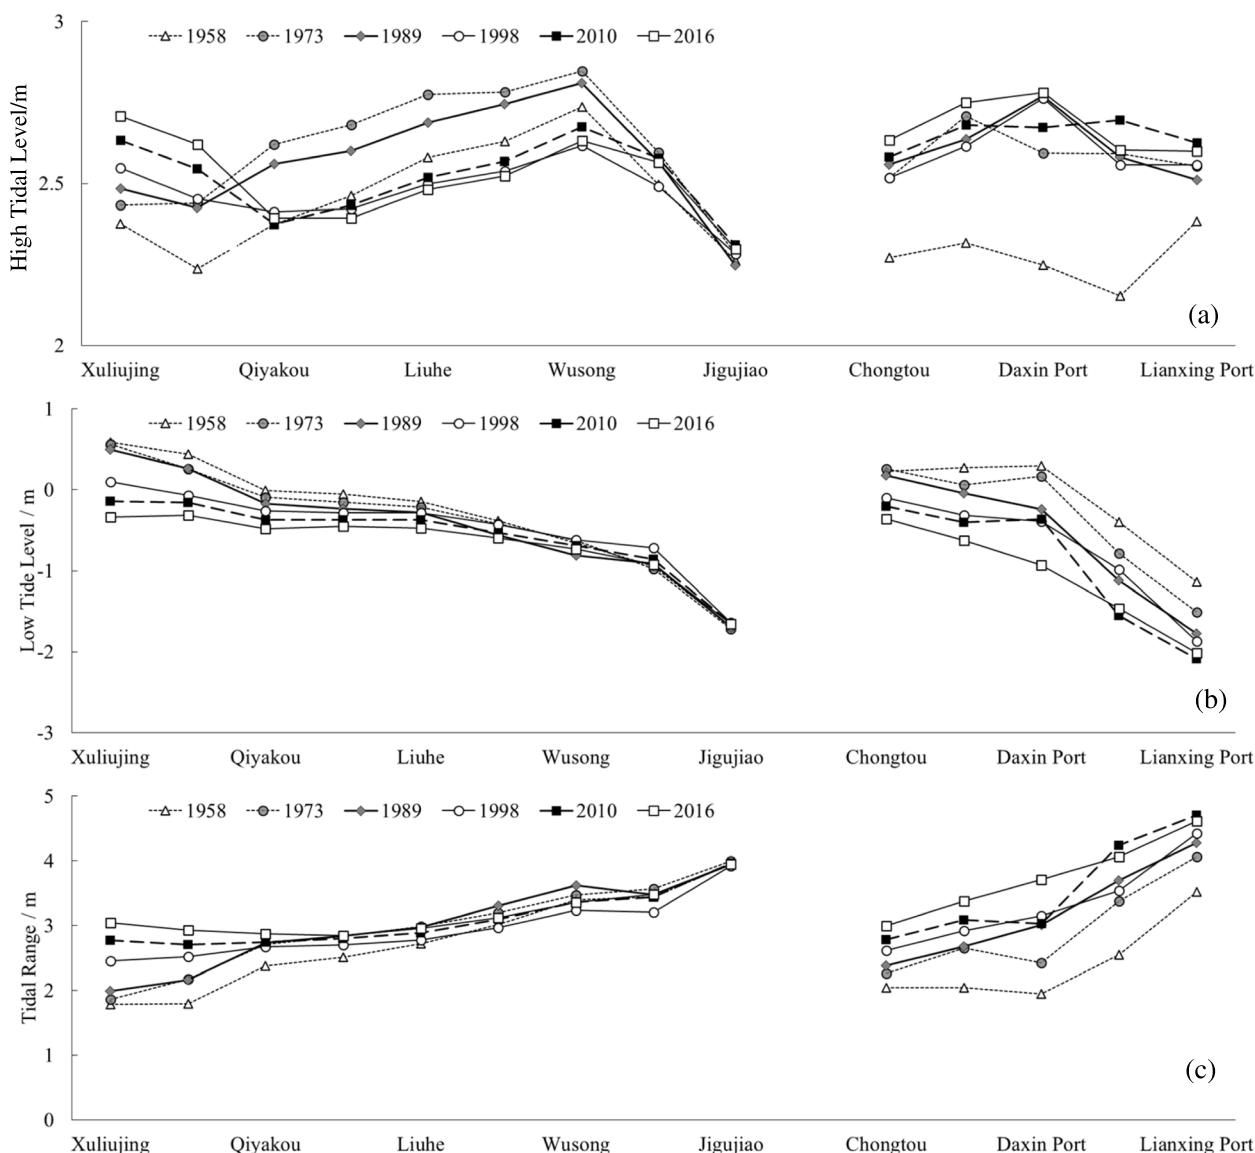 3
1958 1973 1989 1998 2010 2016
High Tidal Level/m
2.5
(a)
2
Xuliujing Qiyakou Liuhe Wusong Jigujiao Chongtou Daxin Port Lianxing Port
1
1958 1973 1989 1998 2010 2016
0
Low Tide Level / m
-1
-2
(b)
-3
Xuliujing Qiyakou Liuhe Wusong Jigujiao Chongtou Daxin Port Lianxing Port
5
1958 1973 1989 1998 2010 2016
4
Tidal Range / m
3
2
1
(c)
0
Xuliujing Qiyakou Liuhe Wusong Jigujiao Chongtou Daxin Port Lianxing Port